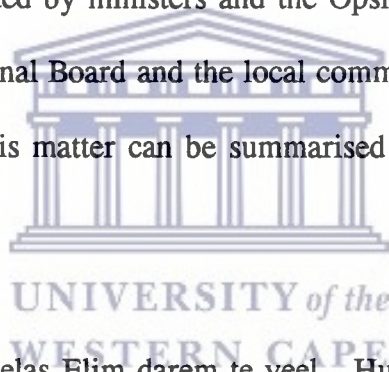 ted by ministers and the Opsi
nal Board and the local comm
is matter can be summarised
UNIVERSITY of the
elas Elim darem te veel. Hu
WESTERN CAPE